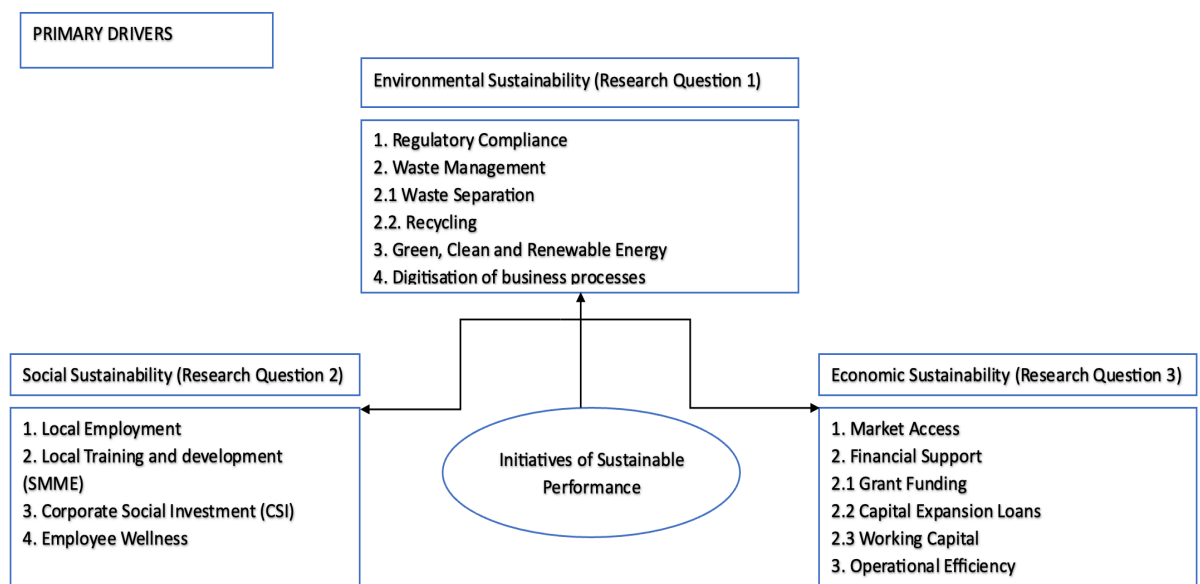 PRIMARY DRIVERS
Environmental Sustainability (Research Question 1)
1. Regulatory Compliance
2. Waste Management
2.1 Waste Separation
2.2. Recycling
3. Green, Clean and Renewable Energy
4. Digitisation of business processes
Social Sustainability (Research Question 2)
1. Local Employment
2. Local Training and development
(SMME)
3. Corporate Social Investment (CSI)
4. Employee Wellness
Initiatives of Sustainable
Performance
Economic Sustainability (Research Question 3)
1. Market Access
2. Financial Support
2.1 Grant Funding
2.2 Capital Expansion Loans
2.3 Working Capital
3. Operational Efficiency